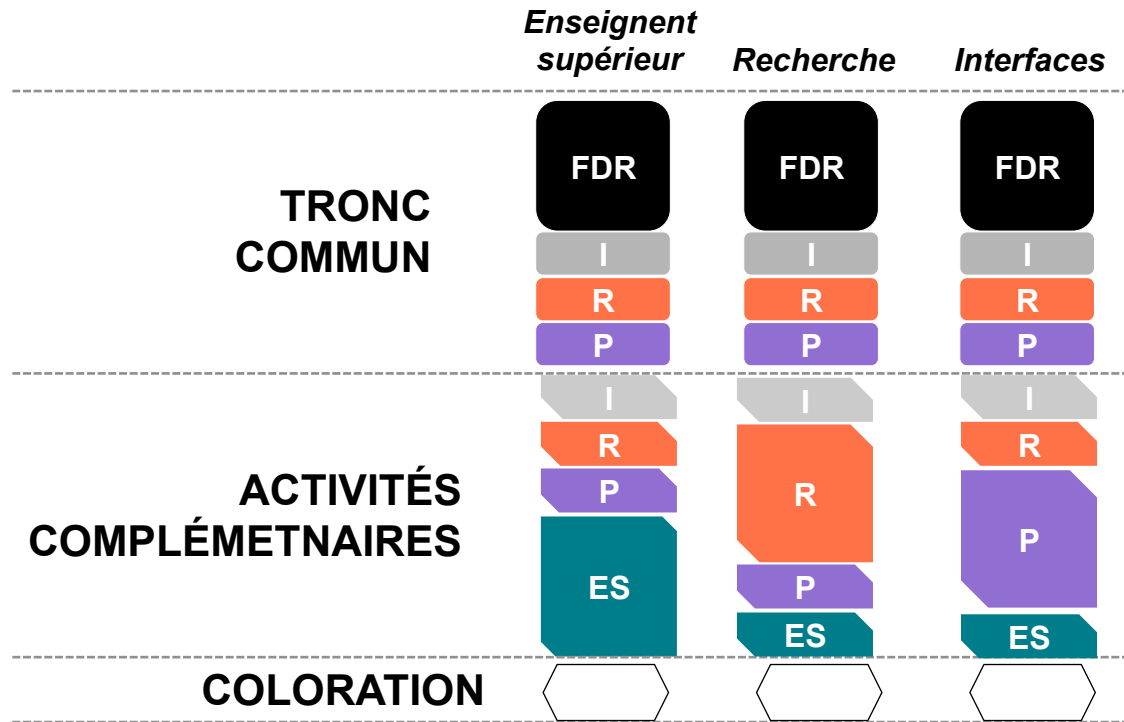 Enseignent
supérieur
Recherche
Interfaces
TRONC
COMMUN
FDR FDR FDR
I I I
R R R
P P P
ACTIVITÉS
COMPLÉMETNAIRES
I I I
R R R
P P P
ES ES ES
COLORATION